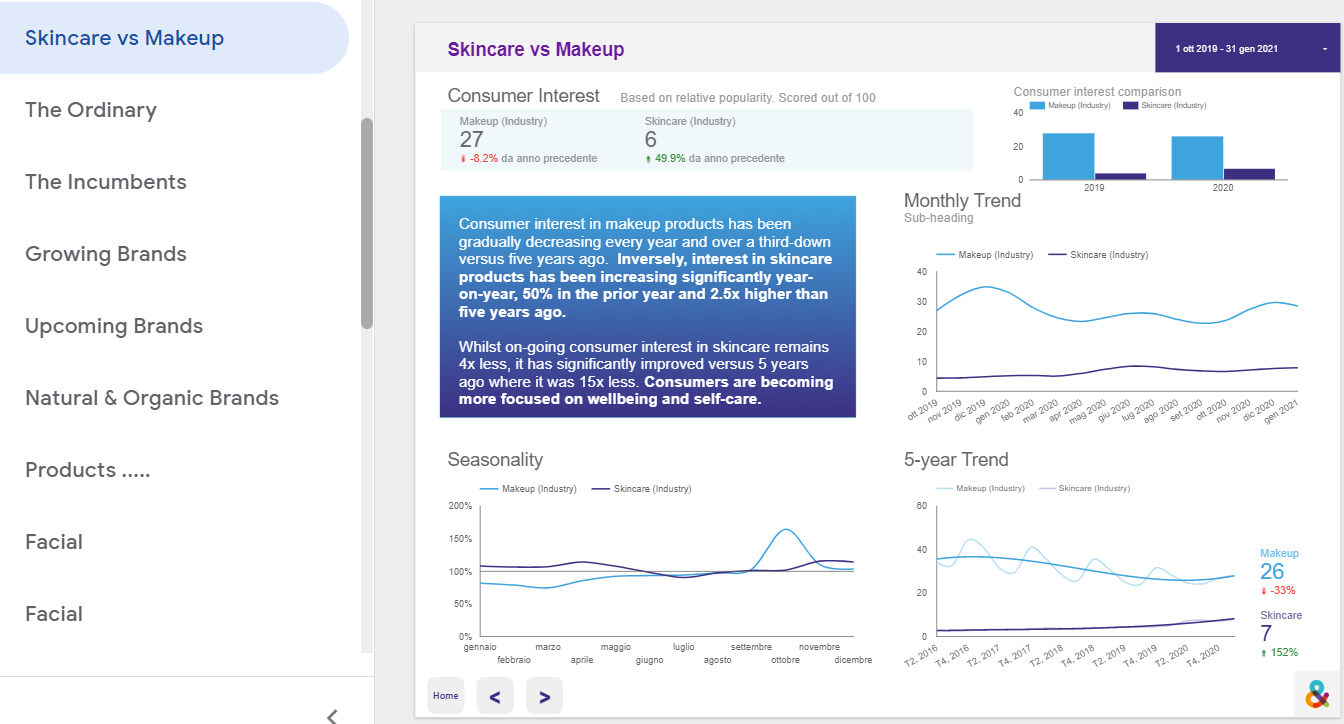 Skincare vs Makeup
The Ordinary
The Incumbents
Growing Brands
Upcoming Brands
Natural & Organic Brands
Products .....
Facial
Facial
Skincare vs Makeup
1 ott 2019 - 31 gen 2021
Consumer Interest
Based on relative popularity. Scored out of 100
Makeup (Industry)
27
-8.2% da anno precedente
Skincare (Industry)
6
49.9% da anno precedente
Consumer interest comparison
Makeup (Industry) Skincare (Industry)
40
20
0
2019 2020
Consumer interest in makeup products has been
gradually decreasing every year and over a third-down
versus five years ago. Inversely, interest in skincare
products has been increasing significantly year-
on-year, 50% in the prior year and 2.5x higher than
five years ago.
Whilst on-going consumer interest in skincare remains
4x less, it has significantly improved versus 5 years
ago where it was 15x less. Consumers are becoming
more focused on wellbeing and self-care.
Monthly Trend
Sub-heading
Makeup (Industry) Skincare (Industry)
40
30
20
10
0
ott 2019 nov 2019 dic 2019 gen 2020 feb 2020 mar 2020 apr 2020 mag 2020 giu 2020 lug 2020 ago 2020 set 2020 ott 2020 nov 2020 dic 2020 gen 2021
Seasonality
Makeup (Industry) Skincare (Industry)
200%
150%
100%
50%
0%
gennaio marzo maggio luglio settembre novembre
febbraio aprile giugno agosto ottobre dicembre
5-year Trend
Makeup (Industry) Skincare (Industry)
60
40
20
0
T2, 2016 T4, 2016 T2, 2017 T4, 2017 T2, 2018 T4, 2018 T2, 2019 T4, 2019 T2, 2020 T4, 2020
Makeup
26
-33%
Skincare
7
152%
Home < >
&